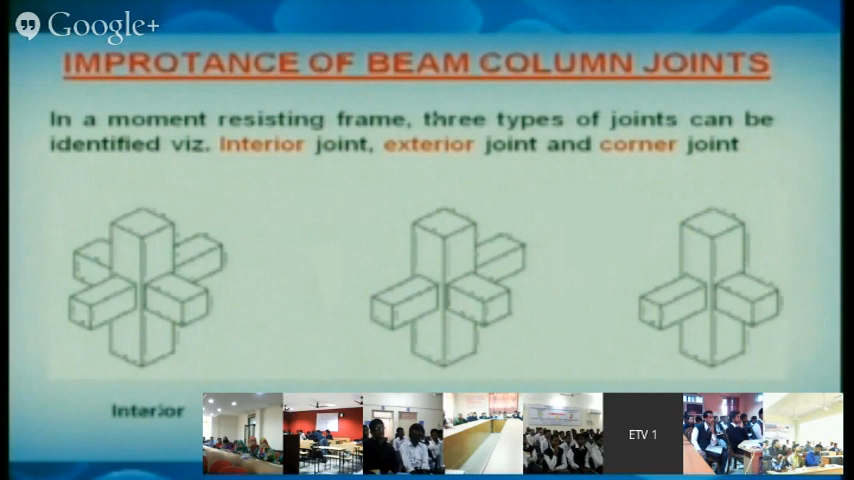 Google+
IMPROTANCE OF BEAM COLUMN JOINTS
In a moment resisting frame, three types of joints can be
identified viz. Interior joint, exterior joint and corner joint
Interior
ETV 1